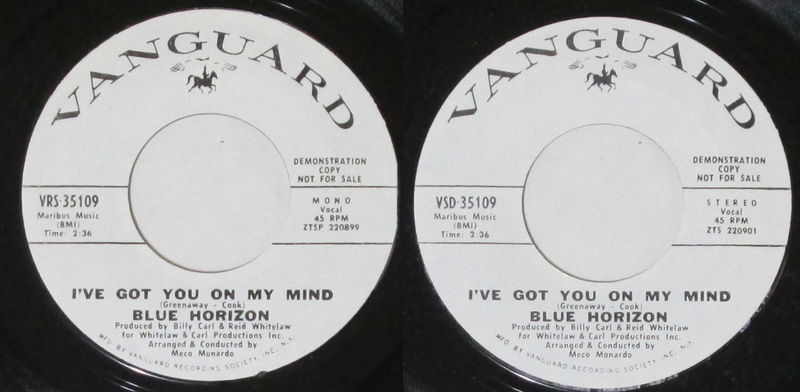 VANGUARD
DEMONSTRATION
COPY
NOT FOR SALE
VRS-35109
Maribus Music
(BMI)
Time: 2:36
MONO
Vocal
45 RPM
ZTSP 220899
I'VE GOT YOU ON MY MIND
(Greenaway - Cook)
BLUE HORIZON
Produced by Billy Carl & Reid Whitelaw
for Whitelaw & Carl Productions Inc.
Arranged & Conducted by
Meco Monardo
MFD BY VANGUARD RECORDING SOCIETY, INC., N.Y.
VANGUARD
DEMONSTRATION
COPY
NOT FOR SALE
VSD-35109
Maribus Music
(BMI)
Time: 2:36
STEREO
Vocal
45 RPM
ZTS 220901
I'VE GOT YOU ON MY MIND
(Greenaway - Cook)
BLUE HORIZON
Produced by Billy Carl & Reid Whitelaw
for Whitelaw & Carl Productions Inc.
Arranged & Conducted by
Meco Monardo
MFD BY VANGUARD RECORDING SOCIETY, INC., N.Y.